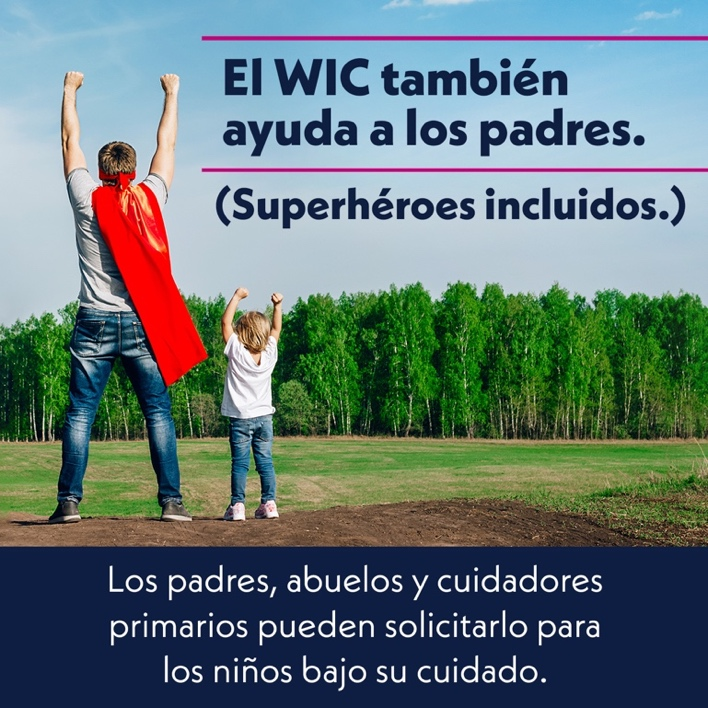 El WIC también
ayuda a los padres.
(Superhéroes incluidos.)
Los padres, abuelos y cuidadores
primarios pueden solicitarlo para
los niños bajo su cuidado.